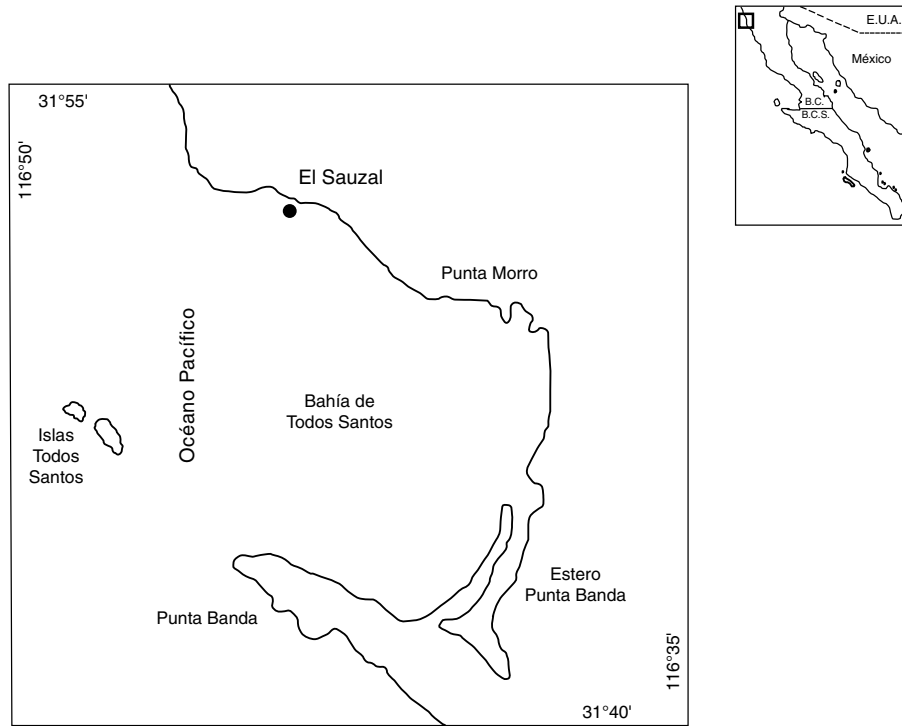 E.U.A.
México
B.C.
B.C.S.
31°55'
116°50'
El Sauzal
Punta Morro
Océano Pacífico
Bahía de
Todos Santos
Islas
Todos
Santos
Estero
Punta Banda
Punta Banda
116°35'
31°40'